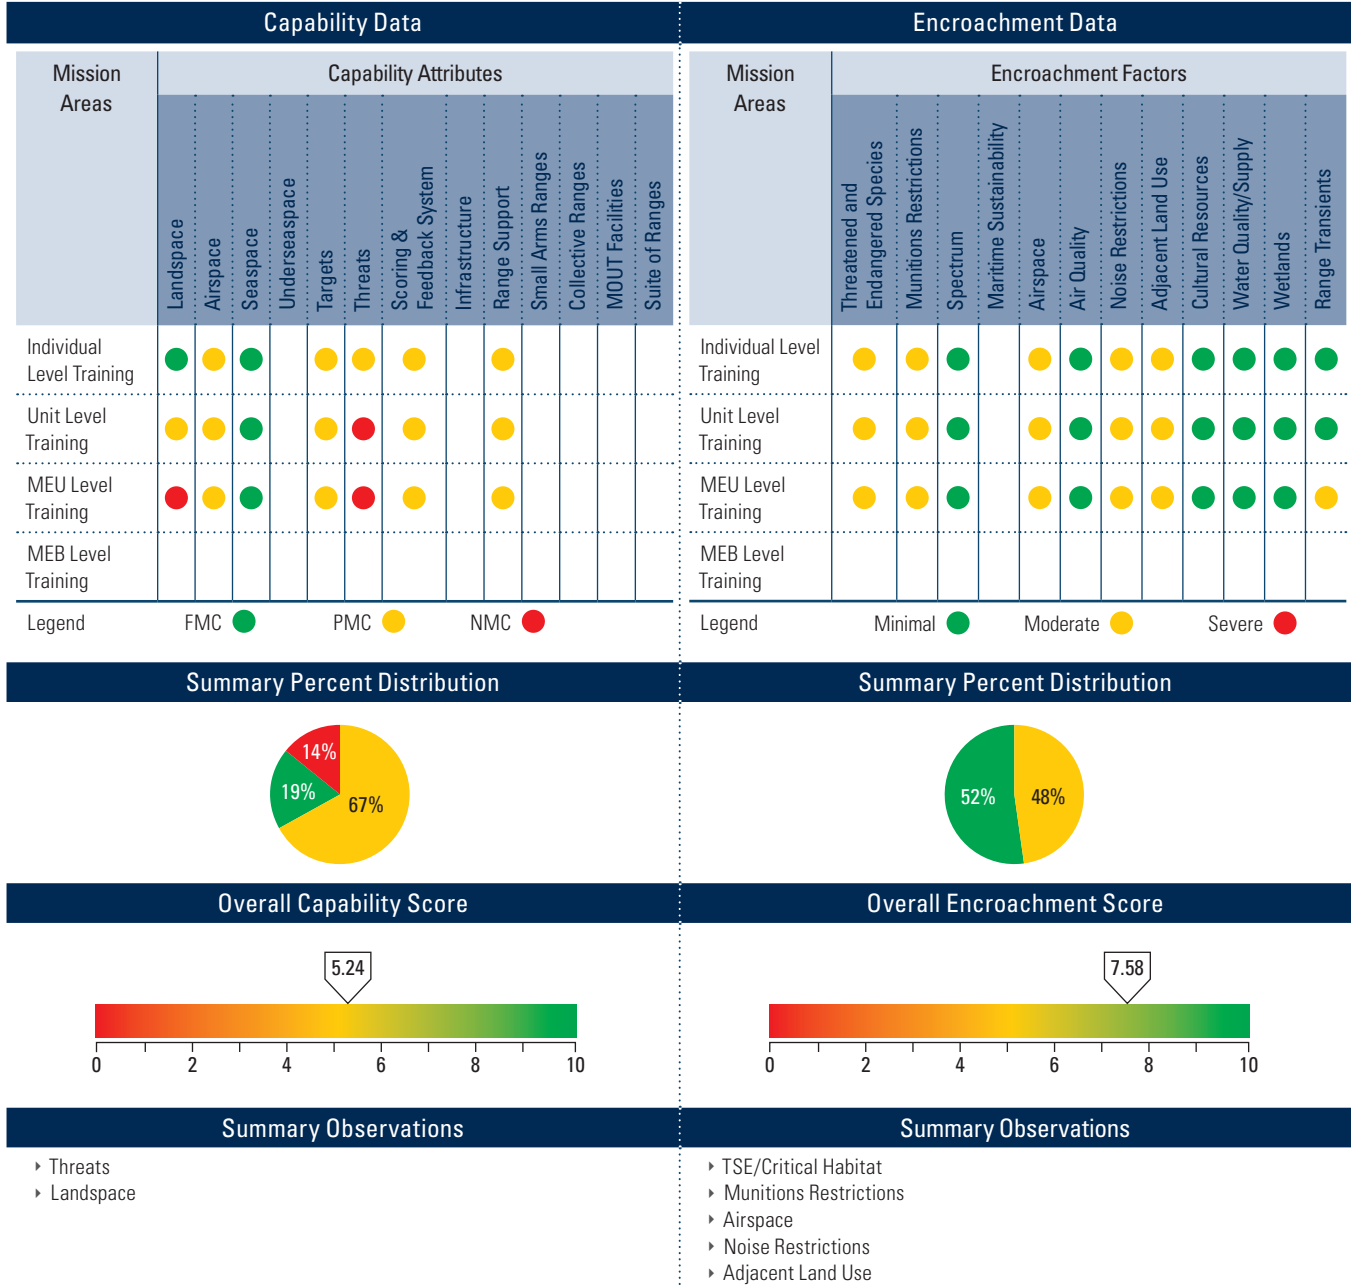 Capability Data
Mission
Areas
Capability Attributes
Landspace
Airspace
Seaspace
Underseaspace
Targets
Threats
Scoring &
Feedback System
Infrastructure
Range Support
Small Arms Ranges
Collective Ranges
MOUT Facilities
Suite of Ranges
Individual
Level Training
Unit Level
Training
MEU Level
Training
MEB Level
Training
Legend
FMC
PMC
NMC
Summary Percent Distribution
14%
19%
67%
Overall Capability Score
5.24
0
2
4
6
8
10
Summary Observations
Threats
Landspace
Encroachment Data
Mission
Areas
Encroachment Factors
Threatened and
Endangered Species
Munitions Restrictions
Spectrum
Maritime Sustainability
Airspace
Air Quality
Noise Restrictions
Adjacent Land Use
Cultural Resources
Water Quality/Supply
Wetlands
Range Transients
Individual Level
Training
Unit Level
Training
MEU Level
Training
MEB Level
Training
Legend
Minimal
Moderate
Severe
Summary Percent Distribution
52%
48%
Overall Encroachment Score
7.58
0
2
4
6
8
10
Summary Observations
TSE/Critical Habitat
Munitions Restrictions
Airspace
Noise Restrictions
Adjacent Land Use